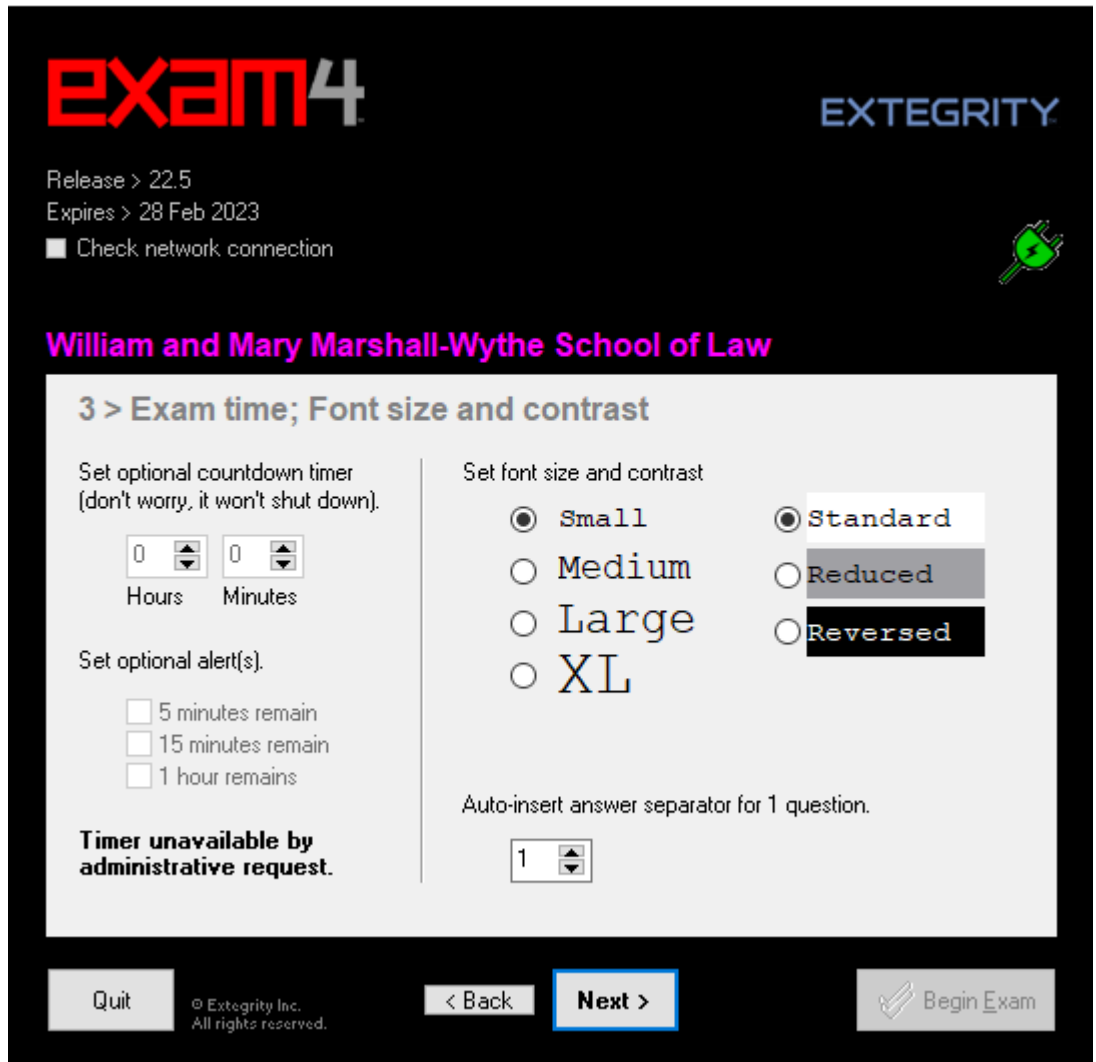 exam4
EXTEGRITY
Release > 22.5
Expires > 28 Feb 2023
Check network connection
William and Mary Marshall-Wythe School of Law
3 > Exam time; Font size and contrast
Set optional countdown timer
(don't worry, it won't shut down).
0 0
Hours Minutes
Set optional alert(s).
5 minutes remain
15 minutes remain
1 hour remains
Timer unavailable by
administrative request.
Set font size and contrast
Small Standard
Medium Reduced
Large Reversed
XL
Auto-insert answer separator for 1 question.
1
Quit
© Extegrity Inc.
All rights reserved.
< Back
Next >
Begin Exam